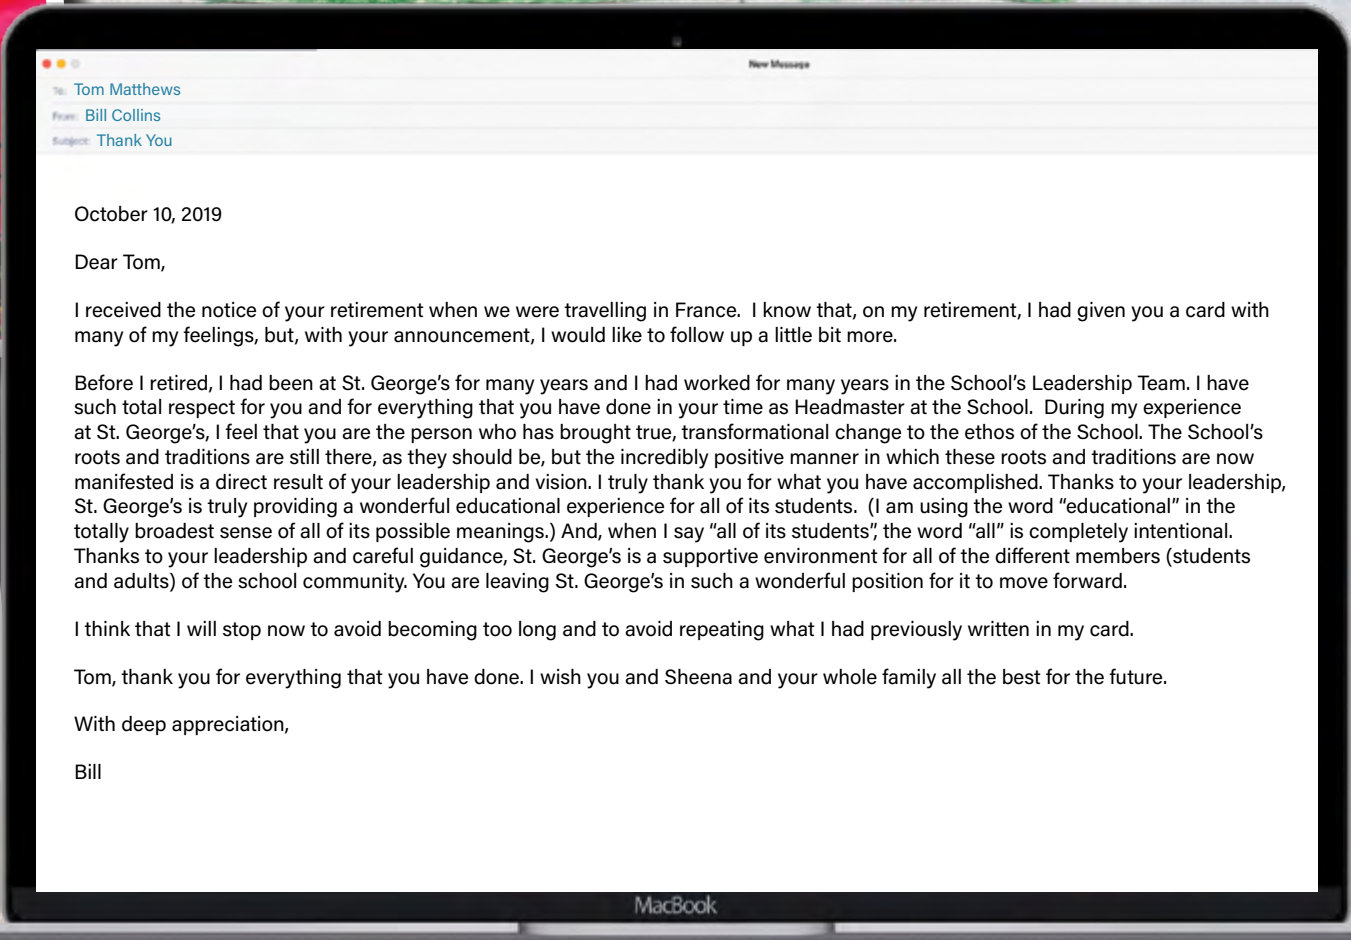 New Message
To: Tom Matthews
From: Bill Collins
Subject: Thank You
October 10, 2019
Dear Tom,
I received the notice of your retirement when we were travelling in France.  I know that, on my retirement, I had given you a card with
many of my feelings, but, with your announcement, I would like to follow up a little bit more.
Before I retired, I had been at St. George’s for many years and I had worked for many years in the School’s Leadership Team. I have
such total respect for you and for everything that you have done in your time as Headmaster at the School.  During my experience
at St. George’s, I feel that you are the person who has brought true, transformational change to the ethos of the School. The School’s
roots and traditions are still there, as they should be, but the incredibly positive manner in which these roots and traditions are now
manifested is a direct result of your leadership and vision. I truly thank you for what you have accomplished. Thanks to your leadership,
St. George’s is truly providing a wonderful educational experience for all of its students.  (I am using the word “educational” in the
totally broadest sense of all of its possible meanings.) And, when I say “all of its students”, the word “all” is completely intentional.
Thanks to your leadership and careful guidance, St. George’s is a supportive environment for all of the different members (students
and adults) of the school community. You are leaving St. George’s in such a wonderful position for it to move forward.
I think that I will stop now to avoid becoming too long and to avoid repeating what I had previously written in my card.
Tom, thank you for everything that you have done. I wish you and Sheena and your whole family all the best for the future.
With deep appreciation,
Bill
MacBook